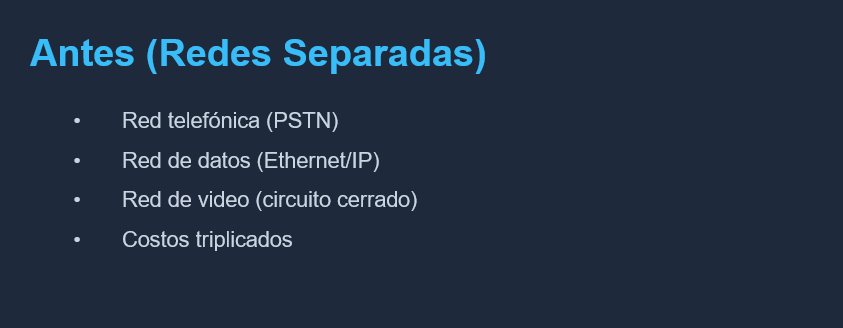 Antes (Redes Separadas)
• Red telefónica (PSTN)
• Red de datos (Ethernet/IP)
• Red de video (circuito cerrado)
• Costos triplicados